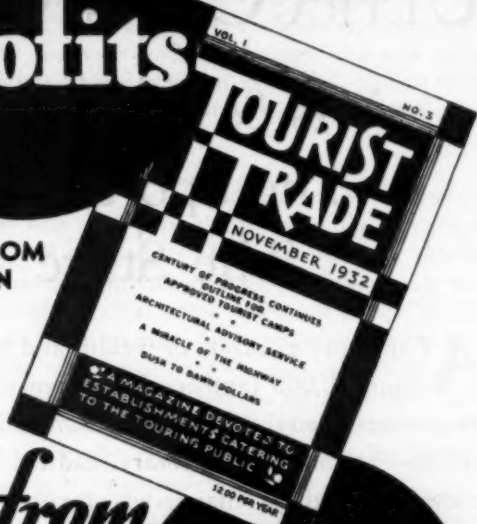 ofits
VOL. 1
NO. 3
TOURIST
TRADE
NOVEMBER 1932
OM
N
CENTURY OF PROGRESS CONTINUES
OUTLINE FOR
APPROVED TOURIST CAMPS
ARCHITECTURAL ADVISORY SERVICE
A MIRACLE OF THE HIGHWAY
DUSK TO DAWN DOLLARS
A MAGAZINE DEVOTED TO
ESTABLISHMENTS CATERING
TO THE TOURING PUBLIC
$2.00 PER YEAR
from